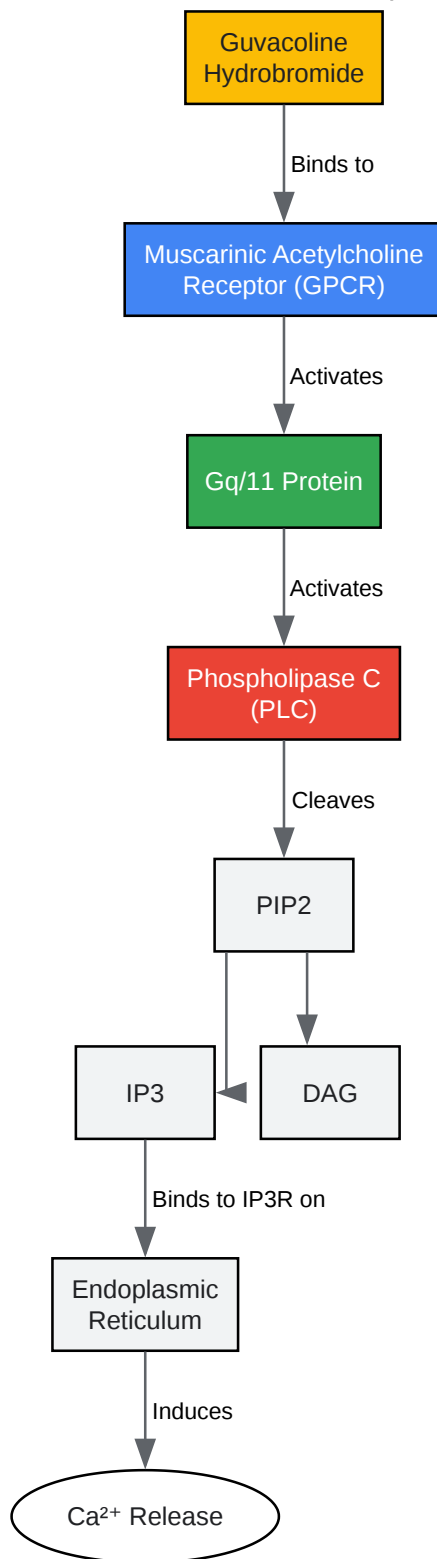 Guvacoline
Hydrobromide
Binds to
Muscarinic Acetylcholine
Receptor (GPCR)
Activates
Gq/11 Protein
Activates
Phospholipase C
(PLC)
Cleaves
PIP2
IP3
DAG
Binds to IP3R on
Endoplasmic
Reticulum
Induces
Ca²⁺ Release